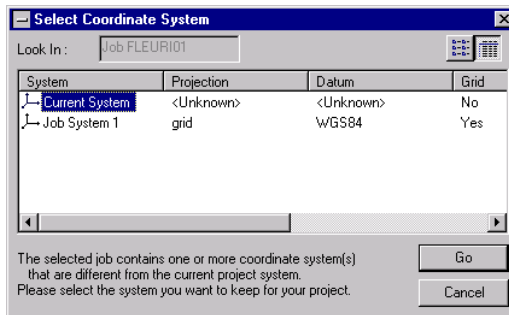 Select Coordinate System
Look In : Job FLEURI01
System Projection Datum Grid
Current System <Unknown> <Unknown> No
Job System 1 grid WGS84 Yes
The selected job contains one or more coordinate system(s)
that are different from the current project system.
Please select the system you want to keep for your project.
Go
Cancel